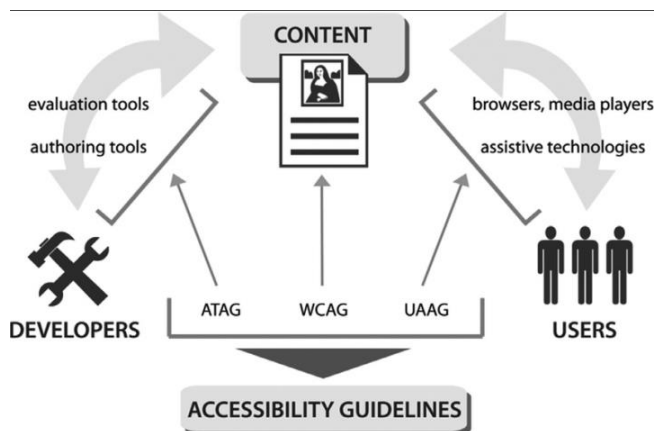 CONTENT
evaluation tools
authoring tools
browsers, media players
assistive technologies
ATAG
WCAG
UAAG
DEVELOPERS
USERS
ACCESSIBILITY GUIDELINES